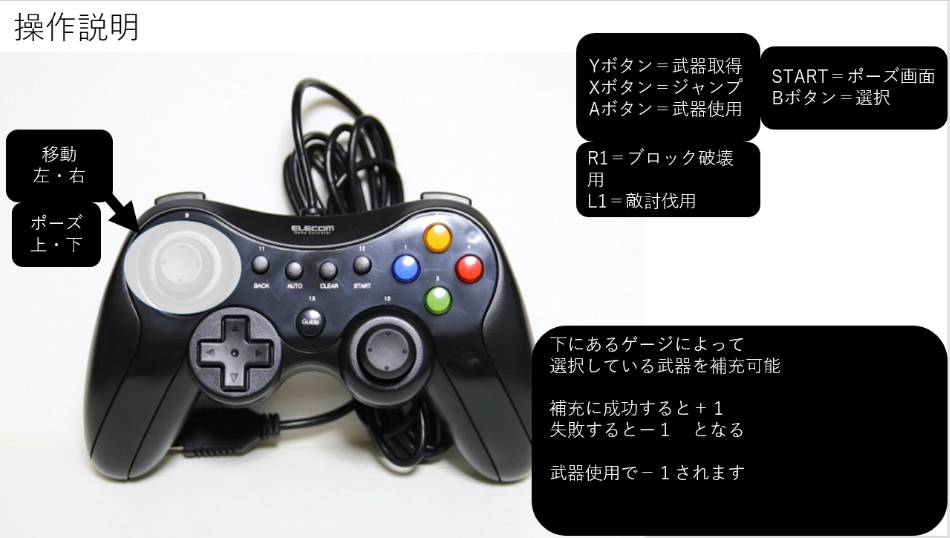 操作説明
Yボタン＝武器取得
Xボタン＝ジャンプ
Aボタン＝武器使用
START＝ポーズ画面
Bボタン＝選択
R1＝ブロック破壊
用
L1＝敵討伐用
移動
左・右
ポーズ
上・下
9
ELECOM
11
12
BACK
AUTO
CLEAR
START
1
3
13
10
Guide
下にあるゲージによって
選択している武器を補充可能
補充に成功すると＋１
失敗するとー１　となる
武器使用で－１されます